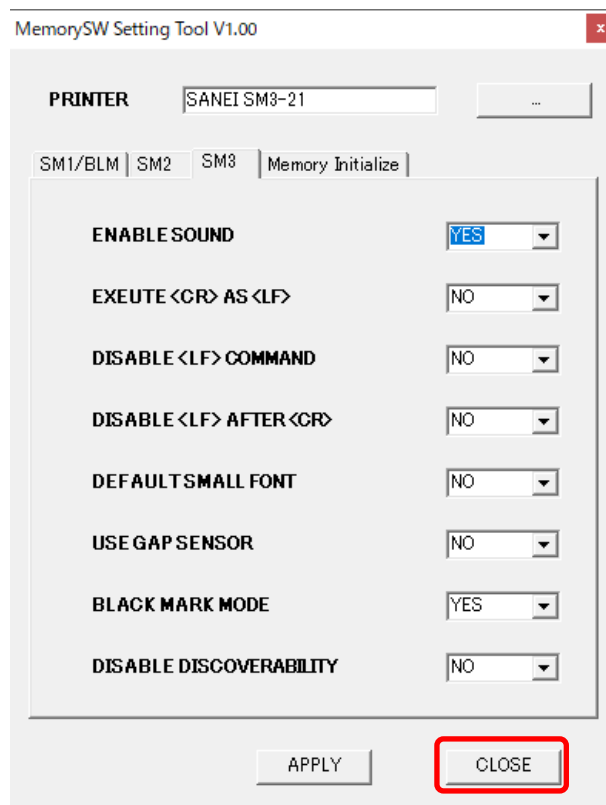 MemorySW Setting Tool V1.00
x
PRINTER SANEI SM3-21 ...
SM1/BLM SM2 SM3 Memory Initialize
ENABLE SOUND YES
EXEUTE <CR> AS <LF> NO
DISABLE <LF> COMMAND NO
DISABLE <LF> AFTER <CR> NO
DEFAULT SMALL FONT NO
USE GAP SENSOR NO
BLACK MARK MODE YES
DISABLE DISCOVERABILITY NO
APPLY CLOSE